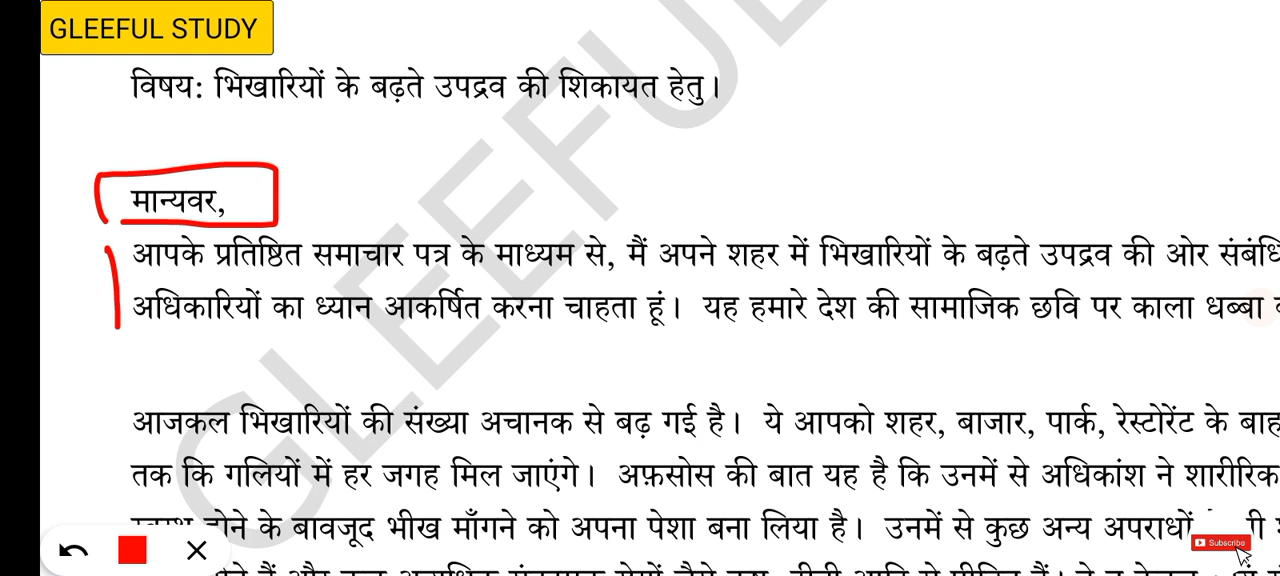 GLEEFUL STUDY
विषय: भिखारियों के बढ़ते उपद्रव की शिकायत हेतु।
मान्यवर,
आपके प्रतिष्ठित समाचार पत्र के माध्यम से, मैं अपने शहर में भिखारियों के बढ़ते उपद्रव की ओर
अधिकारियों का ध्यान आकर्षित करना चाहता हूं। यह हमारे देश की सामाजिक छवि पर काला धब्बा
आजकल भिखारियों की संख्या अचानक से बढ़ गई है। ये आपको शहर, बाजार, पार्क, रेस्टोरेंट के
तक कि गलियों में हर जगह मिल जाएंगे। अफ़सोस की बात यह है कि उनमें से अधिकांश ने शारीरिक
होने के बावजूद भीख माँगने को अपना पेशा बना लिया है। उनमें से कुछ अन्य अपराधों
Subscribe